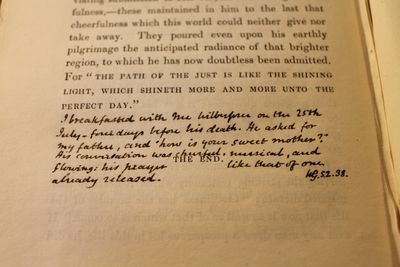 fulness,—these maintained in him to the last that
cheerfulness which this world could neither give nor
take away. They poured even upon his earthly
pilgrimage the anticipated radiance of that brighter
region, to which he has now doubtless been admitted.
For "THE PATH OF THE JUST IS LIKE THE SHINING
LIGHT, WHICH SHINETH MORE AND MORE UNTO THE
PERFECT DAY."
I breakfasted with Mr Wilberforce on the 25th
July - four days before his death. He asked for
my father, and "how is your sweet mother?"
His conversation was cheerful, musical, and
THE END.
flowing: his prayer like that of one
already released.